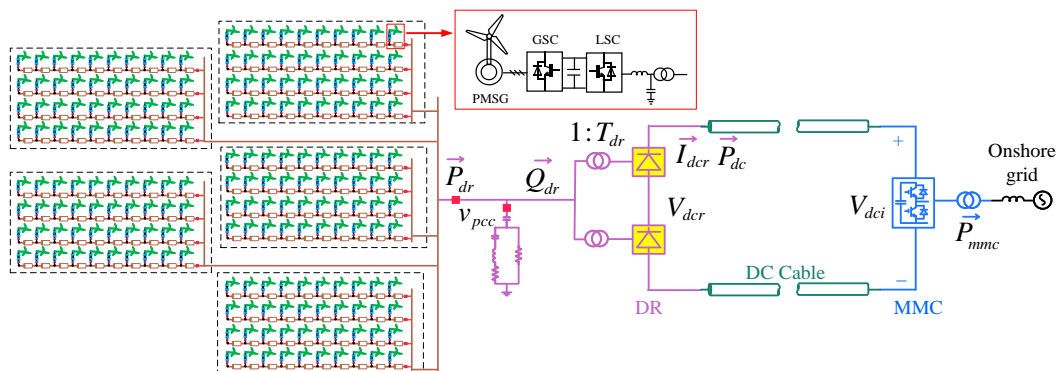 GSC
LSC
PMSG
1:T_dr
I_dcr
P_dc
P_dr
Q_dr
v_pcc
V_dcr
+
V_dci
−
Onshore
grid
P_mmc
DC Cable
DR
MMC